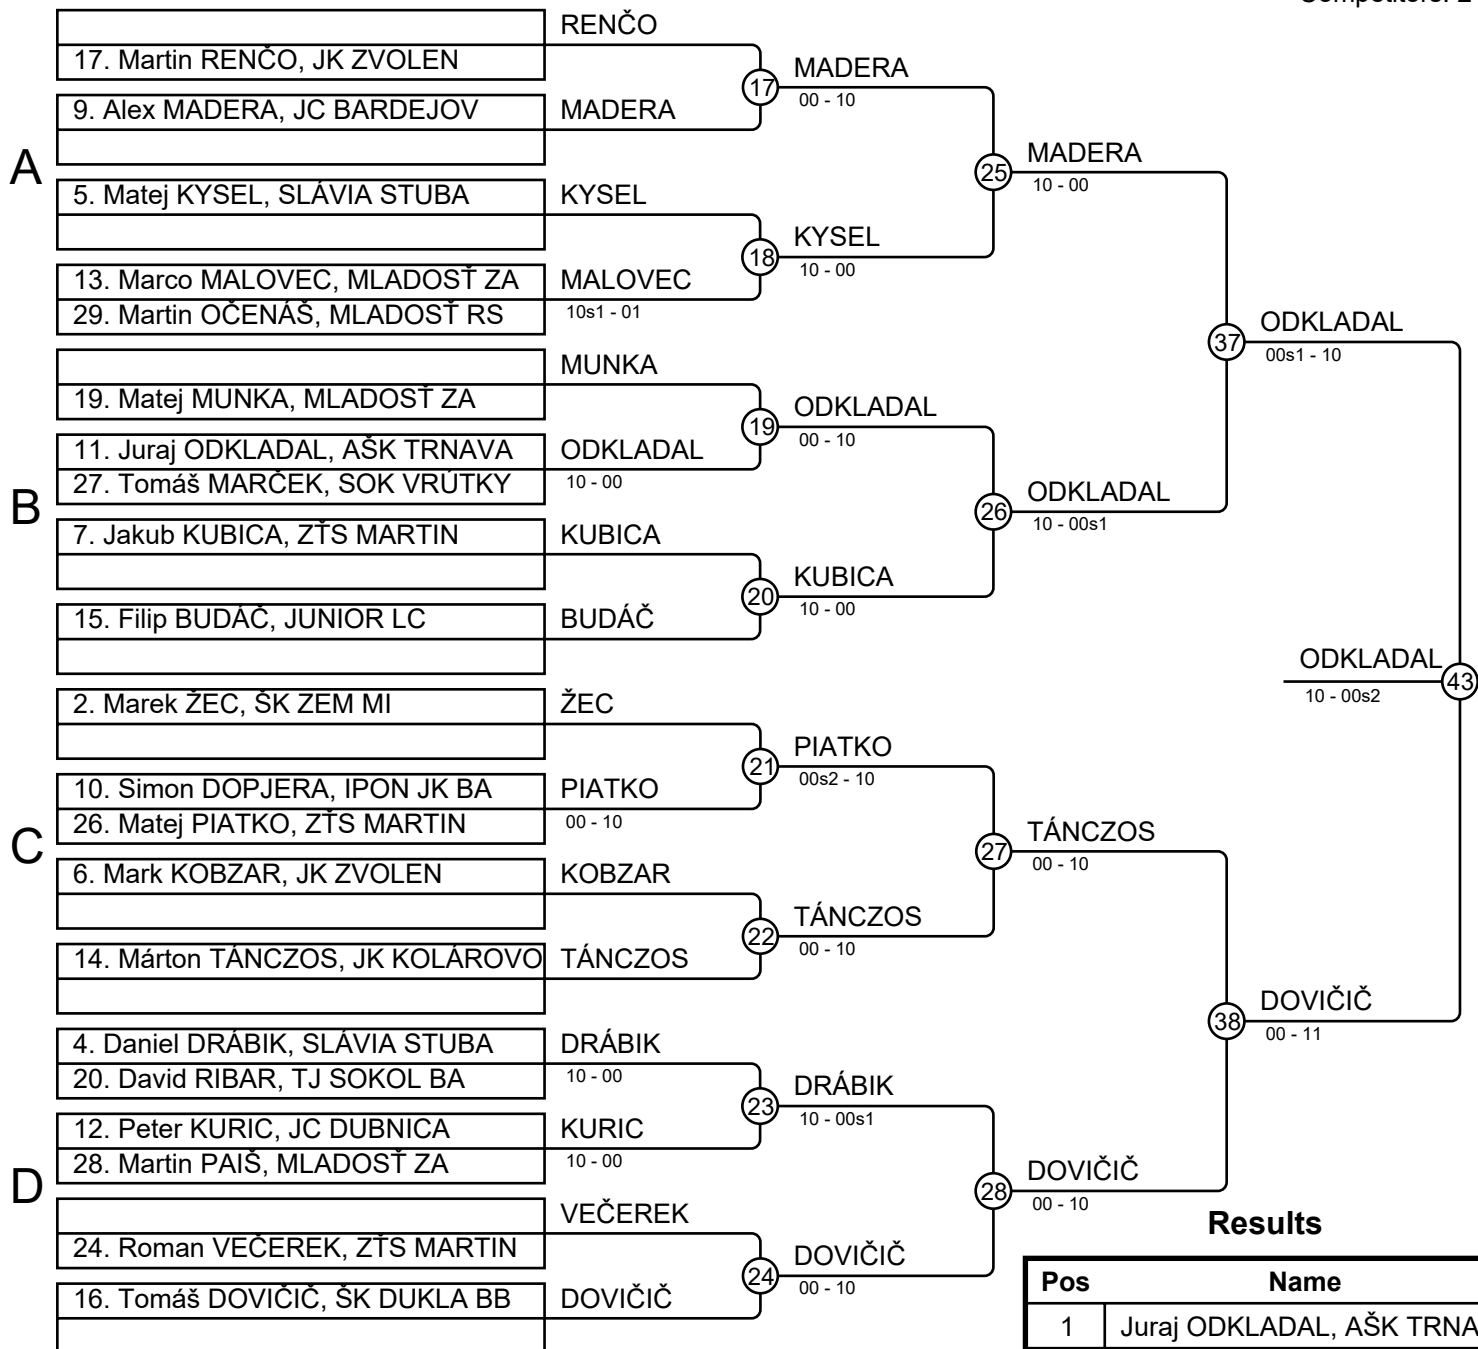 Competitors: 2
RENČO
17. Martin RENČO, JK ZVOLEN
17
MADERA
00 - 10
9. Alex MADERA, JC BARDEJOV
MADERA
A
25
MADERA
10 - 00
5. Matej KYSEL, SLÁVIA STUBA
KYSEL
18
KYSEL
10 - 00
13. Marco MALOVEC, MLADOSŤ ZA
MALOVEC
29. Martin OČENÁŠ, MLADOSŤ RS
10s1 - 01
37
ODKLADAL
00s1 - 10
MUNKA
19. Matej MUNKA, MLADOSŤ ZA
19
ODKLADAL
00 - 10
11. Juraj ODKLADAL, AŠK TRNAVA
ODKLADAL
27. Tomáš MARČEK, SOK VRÚTKY
10 - 00
B
26
ODKLADAL
10 - 00s1
7. Jakub KUBICA, ZŤS MARTIN
KUBICA
20
KUBICA
10 - 00
15. Filip BUDÁČ, JUNIOR LC
BUDÁČ
ODKLADAL
43
10 - 00s2
2. Marek ŽEC, ŠK ZEM MI
ŽEC
21
PIATKO
00s2 - 10
10. Simon DOPJERA, IPON JK BA
PIATKO
26. Matej PIATKO, ZŤS MARTIN
00 - 10
C
27
TÁNCZOS
00 - 10
6. Mark KOBZAR, JK ZVOLEN
KOBZAR
22
TÁNCZOS
00 - 10
14. Márton TÁNCZOS, JK KOLÁROVO
TÁNCZOS
38
DOVIČIČ
00 - 11
4. Daniel DRÁBIK, SLÁVIA STUBA
DRÁBIK
20. David RIBAR, TJ SOKOL BA
10 - 00
23
DRÁBIK
10 - 00s1
12. Peter KURIC, JC DUBNICA
KURIC
28. Martin PAIŠ, MLADOSŤ ZA
10 - 00
D
28
DOVIČIČ
00 - 10
VEČEREK
24. Roman VEČEREK, ZŤS MARTIN
24
DOVIČIČ
00 - 10
16. Tomáš DOVIČIČ, ŠK DUKLA BB
DOVIČIČ
Results
Pos Name
1 Juraj ODKLADAL, AŠK TRNA